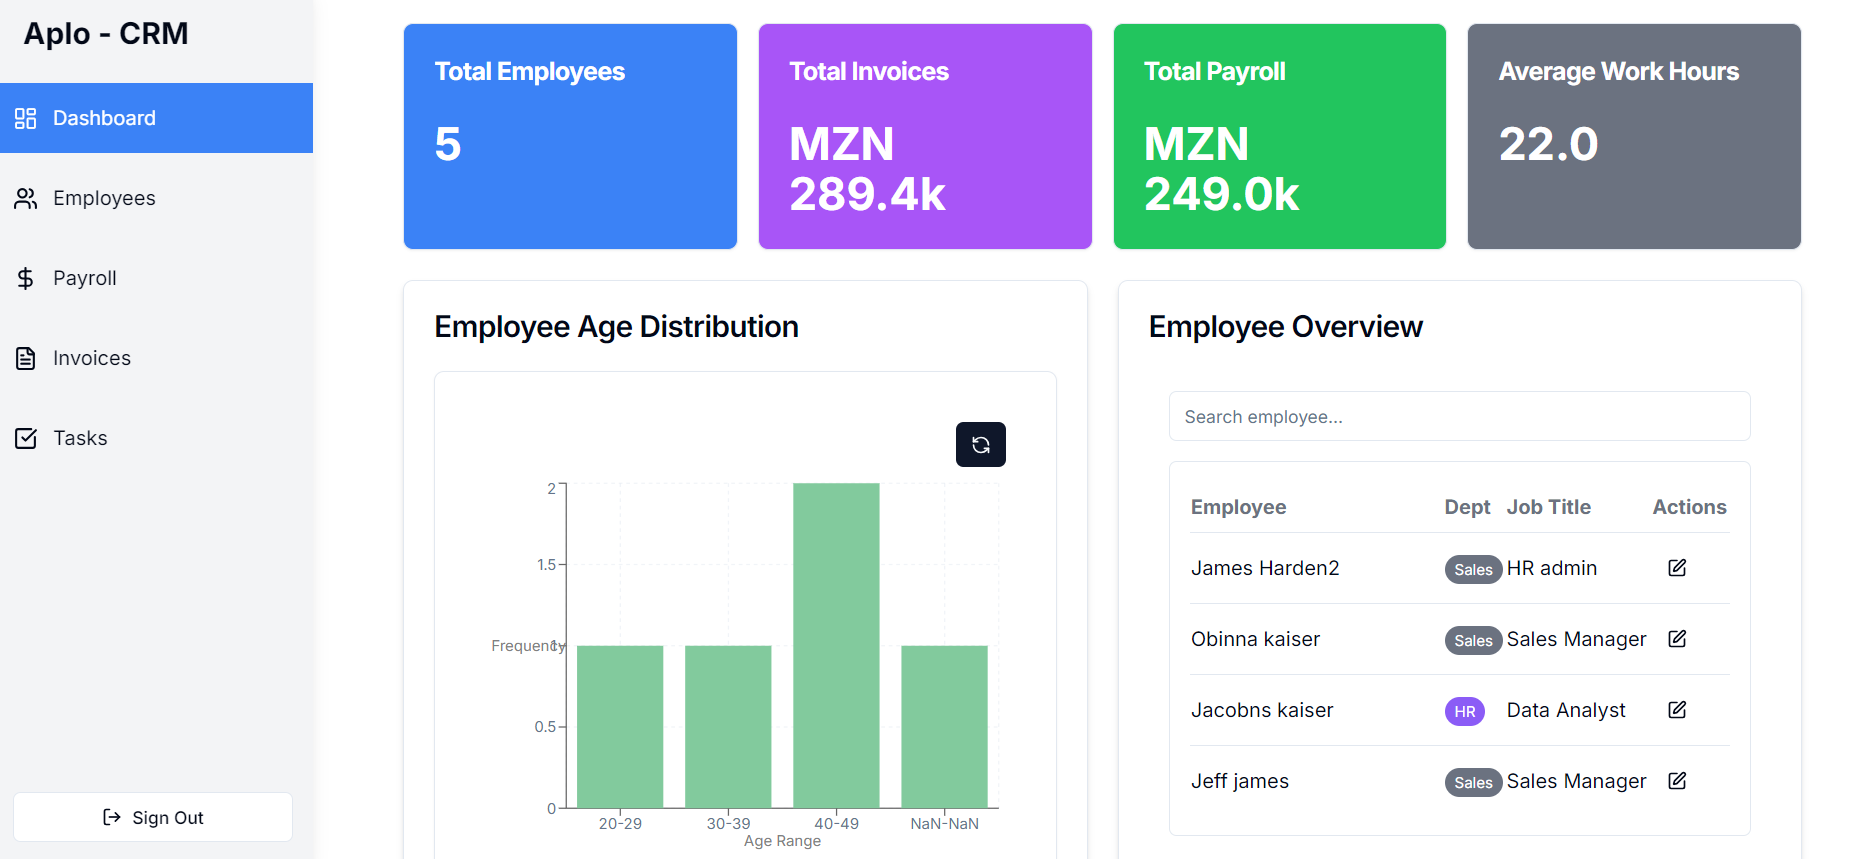 Aplo - CRM
Dashboard
Employees
Payroll
Invoices
Tasks
Sign Out
Total Employees
5
Total Invoices
MZN
289.4k
Total Payroll
MZN
249.0k
Average Work Hours
22.0
Employee Age Distribution
2
1.5
1
0.5
0
Frequency
20-29
30-39
40-49
NaN-NaN
Age Range
Employee Overview
Search employee...
Employee Dept Job Title Actions
James Harden2 Sales HR admin
Obinna kaiser Sales Sales Manager
Jacobns kaiser HR Data Analyst
Jeff james Sales Sales Manager